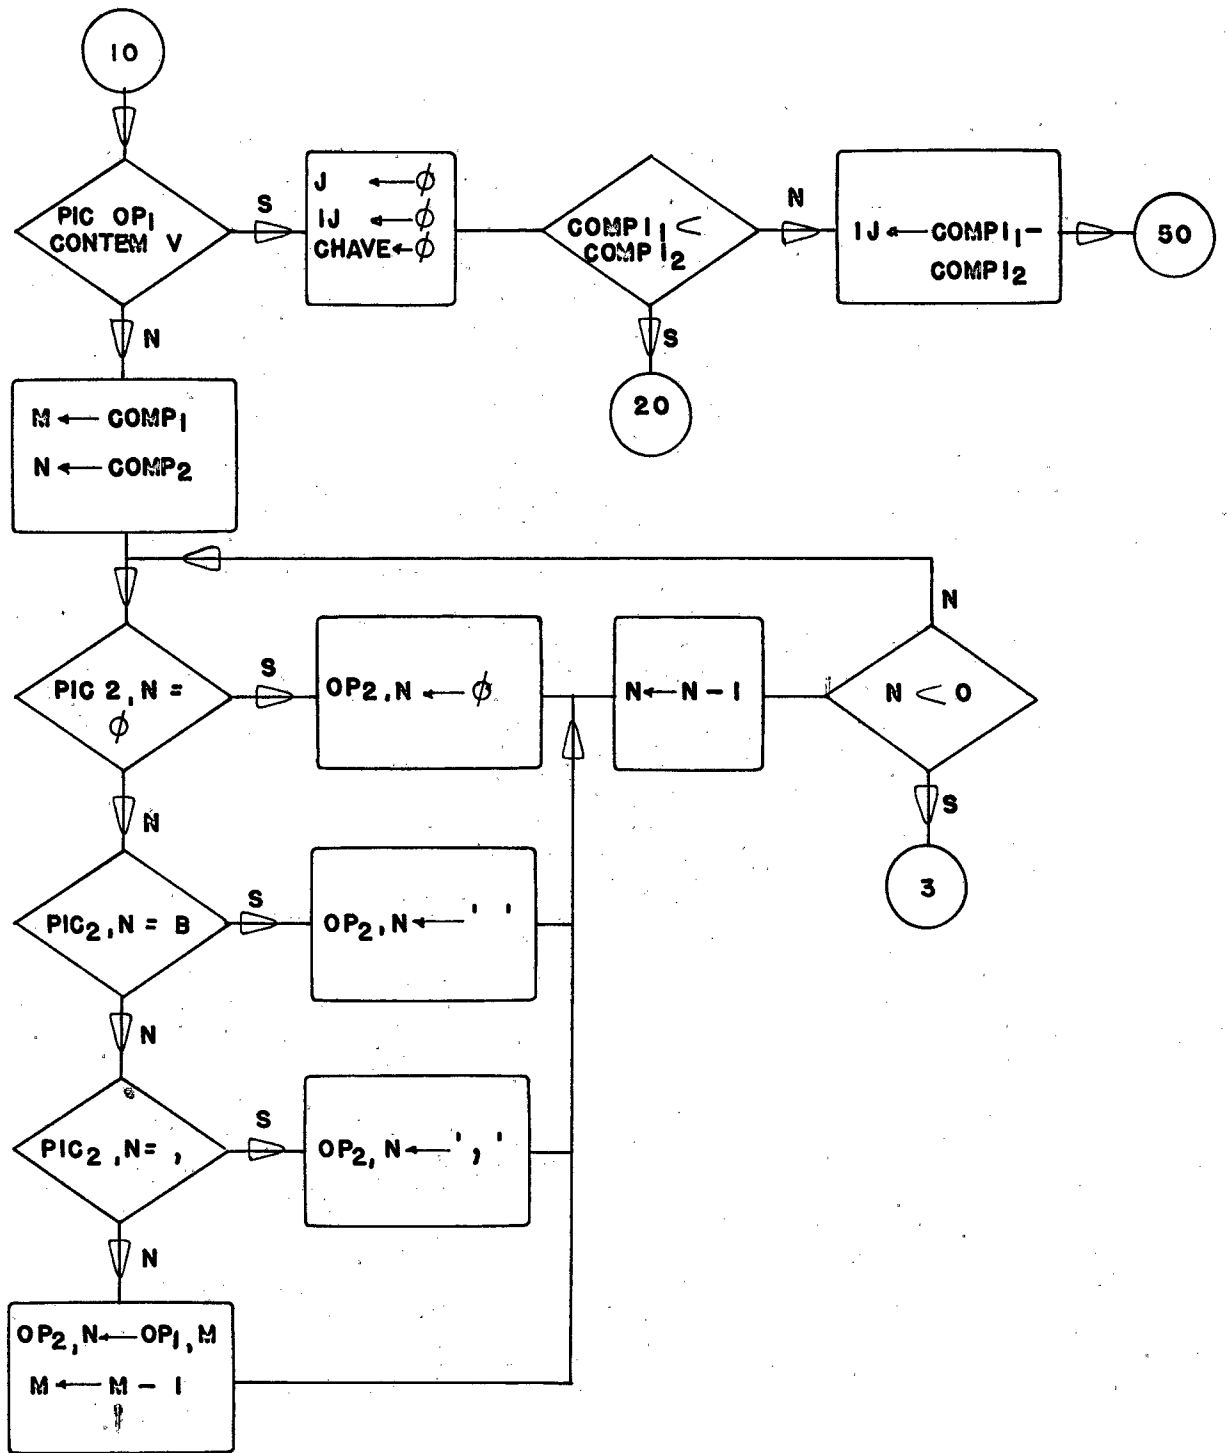 10
PIC OP₁
CONTEM V
S
J ← ϕ
IJ ← ϕ
CHAVE ← ϕ
COMPI₁ <
COMPI₂
N
IJ ← COMPI₁ -
COMPI₂
50
N
S
20
M ← COMP₁
N ← COMP₂
N
PIC 2, N =
ϕ
S
OP2, N ← ϕ
N ← N - 1
N < 0
N
S
3
PIC₂, N = B
S
OP₂, N ← ' '
N
PIC₂, N = ,
S
OP₂, N ← ' , '
N
OP₂, N ← OP₁, M
M ← M - 1